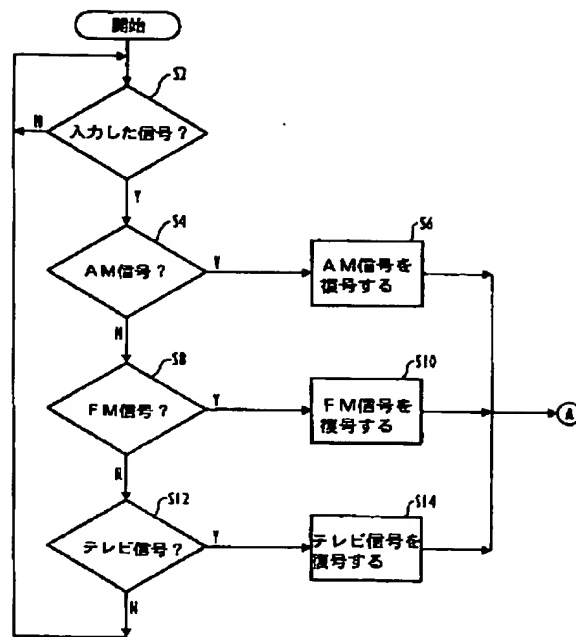 開始
S2
入力した信号?
N
Y
S4
AM信号?
Y
S6
AM信号を
復号する
N
S8
FM信号?
Y
S10
FM信号を
復号する
A
N
S12
テレビ信号?
Y
S14
テレビ信号を
復号する
N